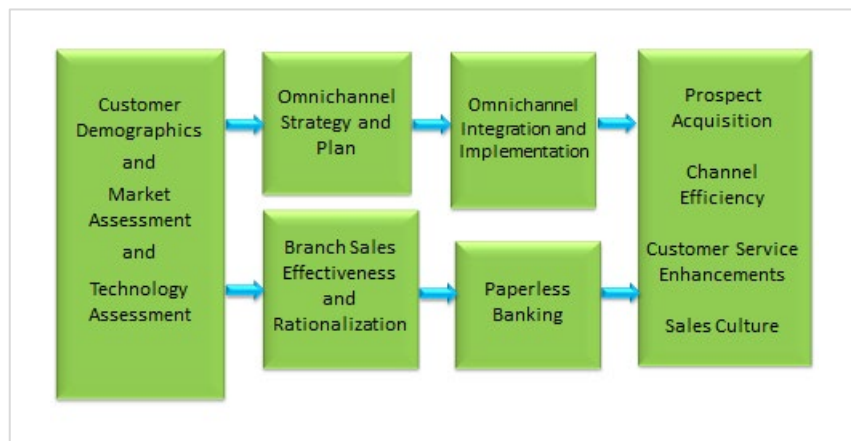 Customer
Demographics
and
Market
Assessment
and
Technology
Assessment
Omnichannel
Strategy and
Plan
Omnichannel
Integration and
Implementation
Branch Sales
Effectiveness
and
Rationalization
Paperless
Banking
Prospect
Acquisition
Channel
Efficiency
Customer Service
Enhancements
Sales Culture